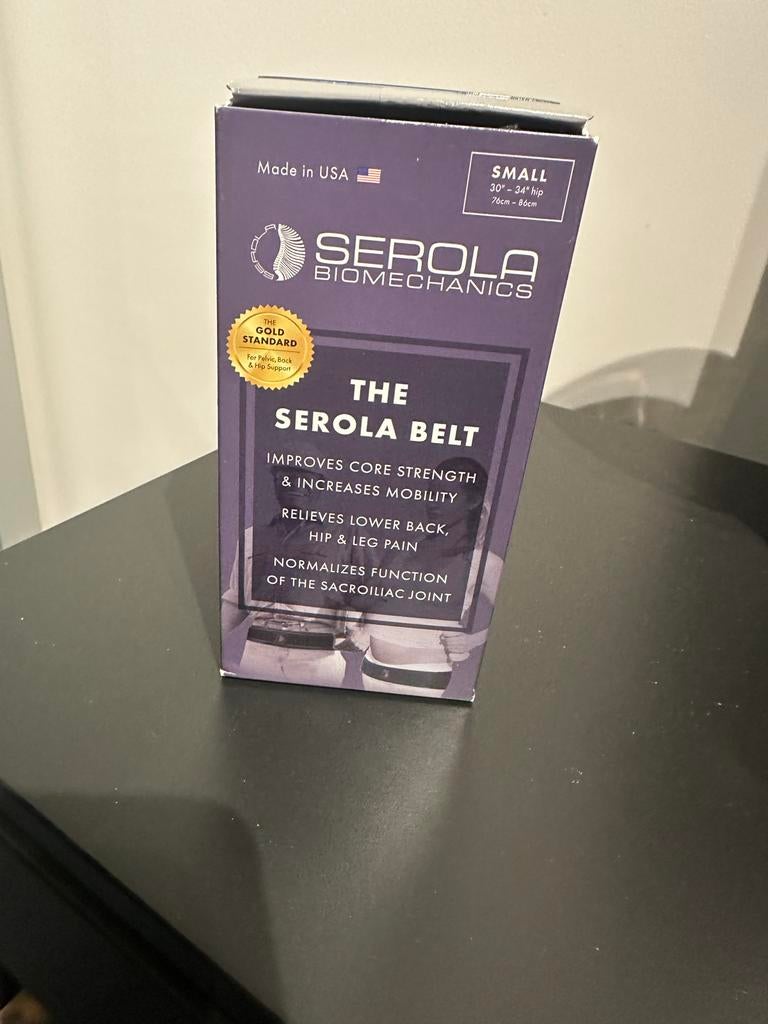 Made in USA
SMALL
30" – 34" hip
76cm – 86cm
SEROLA
SEROLA
BIOMECHANICS
THE
GOLD
STANDARD
For Pelvic, Back
& Hip Support
THE
SEROLA BELT
IMPROVES CORE STRENGTH
& INCREASES MOBILITY
RELIEVES LOWER BACK,
HIP & LEG PAIN
NORMALIZES FUNCTION
OF THE SACROILIAC JOINT